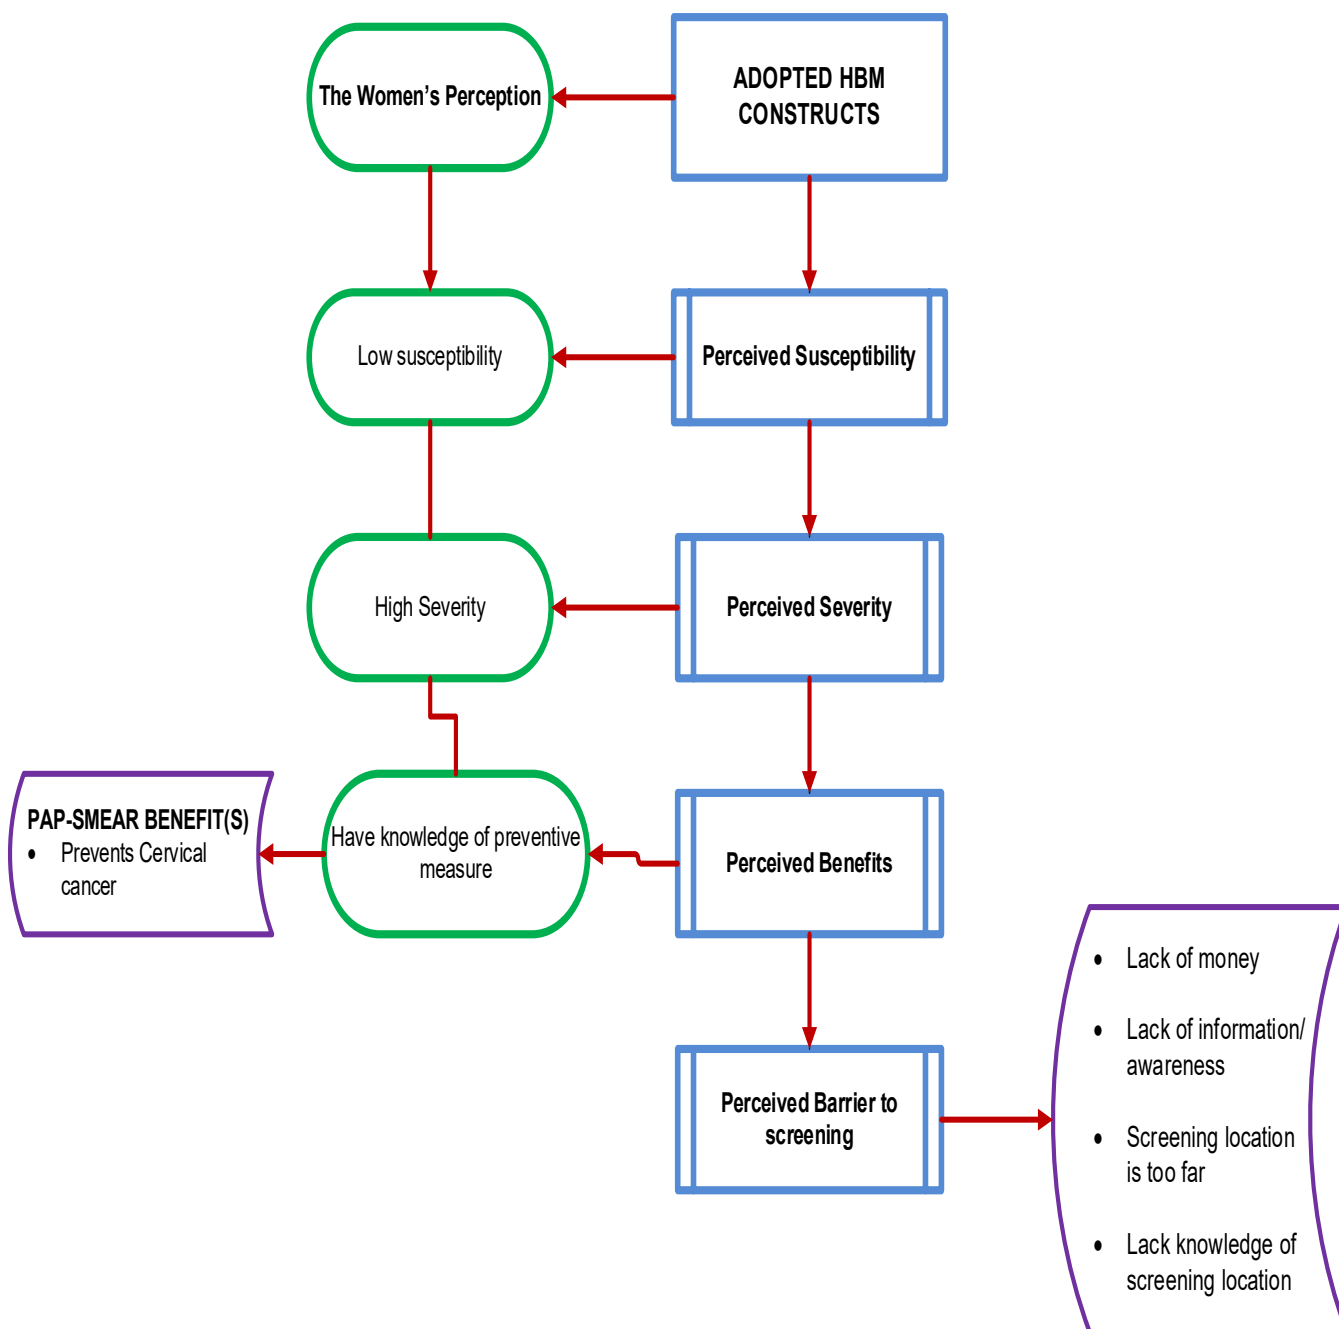 The Women's Perception
ADOPTED HBM
CONSTRUCTS
Low susceptibility
Perceived Susceptibility
High Severity
Perceived Severity
PAP-SMEAR BENEFIT(S)
• Prevents Cervical
cancer
Have knowledge of preventive
measure
Perceived Benefits
Perceived Barrier to
screening
• Lack of money
• Lack of information/
awareness
• Screening location
is too far
• Lack knowledge of
screening location